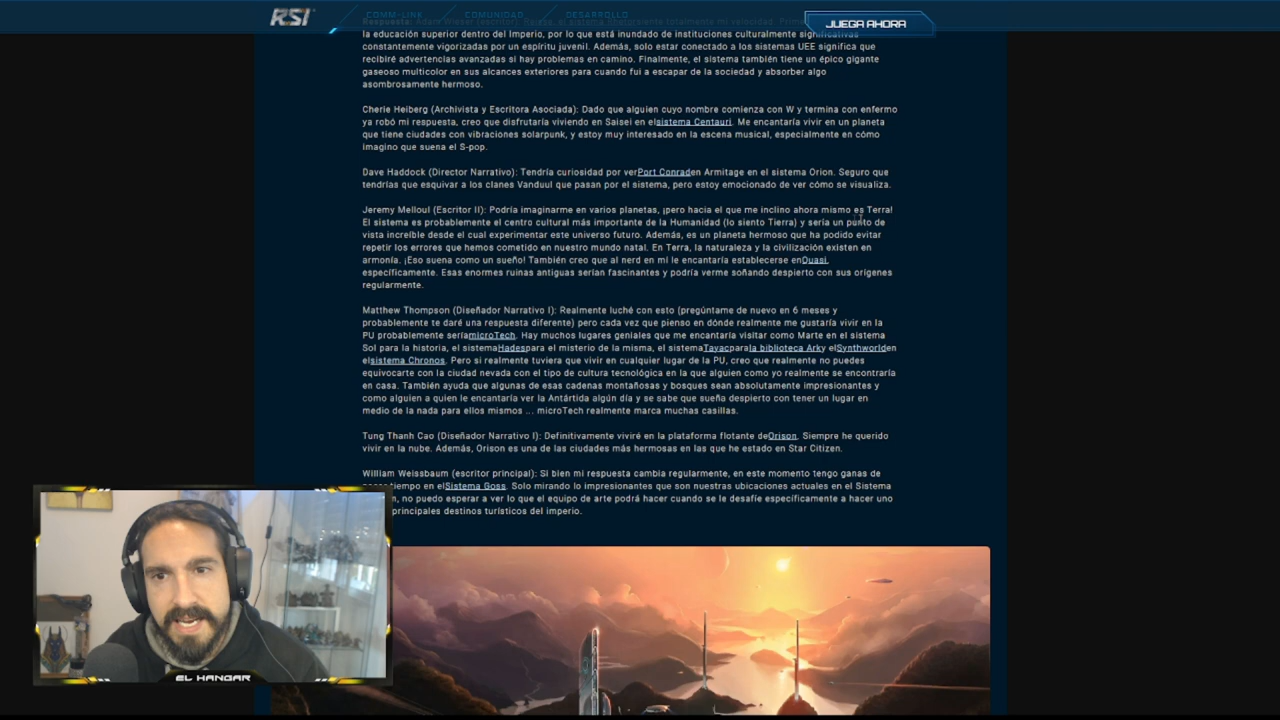 RSI
COMM-LINK
COMUNIDAD
DESARROLLO
JUEGA AHORA
Respuesta: Adam Wieser (escritor): Rhetor, el sistema siente totalmente mi velocidad.
la educación superior dentro del Imperio, por lo que está inundado de instituciones culturalmente significativas
constantemente vigorizadas por un espíritu juvenil. Además, solo estar conectado a los sistemas UEE significa que
recibiré advertencias avanzadas si hay problemas en camino. Finalmente, el sistema también tiene un épico gigante
gaseoso multicolor en sus alcances exteriores para cuando fui a escapar de la sociedad y absorber algo
asombrosamente hermoso.
Cherie Heiberg (Archivista y Escritora Asociada): Dado que alguien cuyo nombre comienza con W y termina con enfermo
ya robó mi respuesta, creo que disfrutaría viviendo en Saisei en elsistema Centauri. Me encantaría vivir en un planeta
que tiene ciudades con vibraciones solarpunk, y estoy muy interesado en la escena musical, especialmente en cómo
imagino que suena el S-pop.
Dave Haddock (Director Narrativo): Tendría curiosidad por verPort Conraden Armitage en el sistema Orion. Seguro que
tendrías que esquivar a los clanes Vanduul que pasan por el sistema, pero estoy emocionado de ver cómo se visualiza.
Jeremy Melloul (Escritor II): Podría imaginarme en varios planetas, ¡pero hacia el que me inclino ahora mismo es Terra!
El sistema es probablemente el centro cultural más importante de la Humanidad (lo siento Tierra) y sería un punto de
vista increíble desde el cual experimentar este universo futuro. Además, es un planeta hermoso que ha podido evitar
repetir los errores que hemos cometido en nuestro mundo natal. En Terra, la naturaleza y la civilización existen en
armonía. ¡Eso suena como un sueño! También creo que al nerd en mí le encantaría establecerse enQuasi
específicamente. Esas enormes ruinas antiguas serían fascinantes y podría verme soñando despierto con sus orígenes
regularmente.
Matthew Thompson (Diseñador Narrativo I): Realmente luché con esto (pregúntame de nuevo en 6 meses y
probablemente te daré una respuesta diferente) pero cada vez que pienso en dónde realmente me gustaría vivir en la
PU probablemente seríamicroTech. Hay muchos lugares geniales que me encantaría visitar como Marte en el sistema
Sol para la historia, el sistemaHadespara el misterio de la misma, el sistemaTayacparala biblioteca Arky elSynthworlden
elsistema Chronos. Pero si realmente tuviera que vivir en cualquier lugar de la PU, creo que realmente no puedes
equivocarte con la ciudad nevada con el tipo de cultura tecnológica en la que alguien como yo realmente se encontraría
en casa. También ayuda que algunas de esas cadenas montañosas y bosques sean absolutamente impresionantes y
como alguien a quien le encantaría ver la Antártida algún día y se sabe que sueña despierto con tener un lugar en
medio de la nada para ellos mismos ... microTech realmente marca muchas casillas.
Tung Thanh Cao (Diseñador Narrativo I): Definitivamente viviré en la plataforma flotante deOrison. Siempre he querido
vivir en la nube. Además, Orison es una de las ciudades más hermosas en las que he estado en Star Citizen.
William Weissbaum (escritor principal): Si bien mi respuesta cambia regularmente, en este momento tengo ganas de
tiempo en elSistema Goss. Solo mirando lo impresionantes que son nuestras ubicaciones actuales en el Sistema
no puedo esperar a ver lo que el equipo de arte podrá hacer cuando se le desafíe específicamente a hacer uno
principales destinos turísticos del imperio.
EL HANGAR